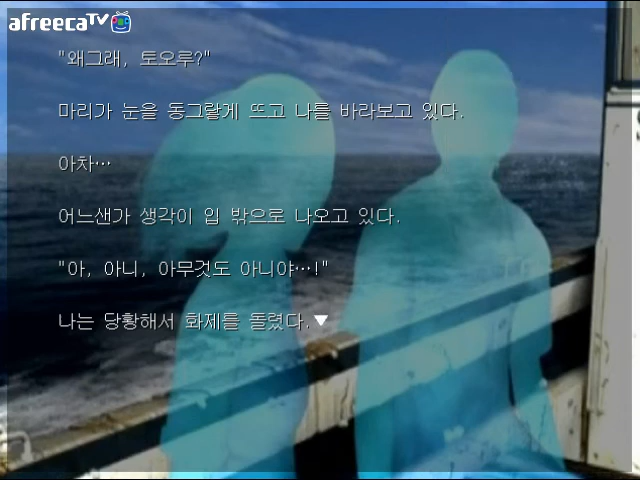 afreecaTV
"왜그래, 토오루?"
마리가 눈을 동그랗게 뜨고 나를 바라보고 있다.
아차…
어느샌가 생각이 입 밖으로 나오고 있다.
"아, 아니, 아무것도 아니야…!"
나는 당황해서 화제를 돌렸다.